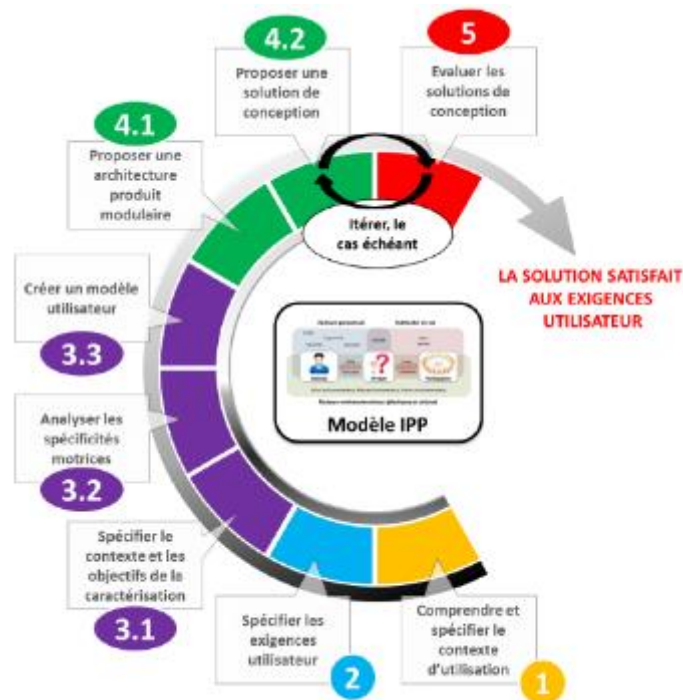 4.2
Proposer une
solution de
conception
5
Evaluer les
solutions de
conception
4.1
Proposer une
architecture
produit
modulaire
Itérer, le
cas échéant
LA SOLUTION SATISFAIT
AUX EXIGENCES
UTILISATEUR
Créer un modèle
utilisateur
3.3
Modèle IPP
Analyser les
spécificités
motrices
3.2
Spécifier le
contexte et les
objectifs de la
caractérisation
3.1
Spécifier les
exigences
utilisateur
2
Comprendre et
spécifier le
contexte
d'utilisation
1